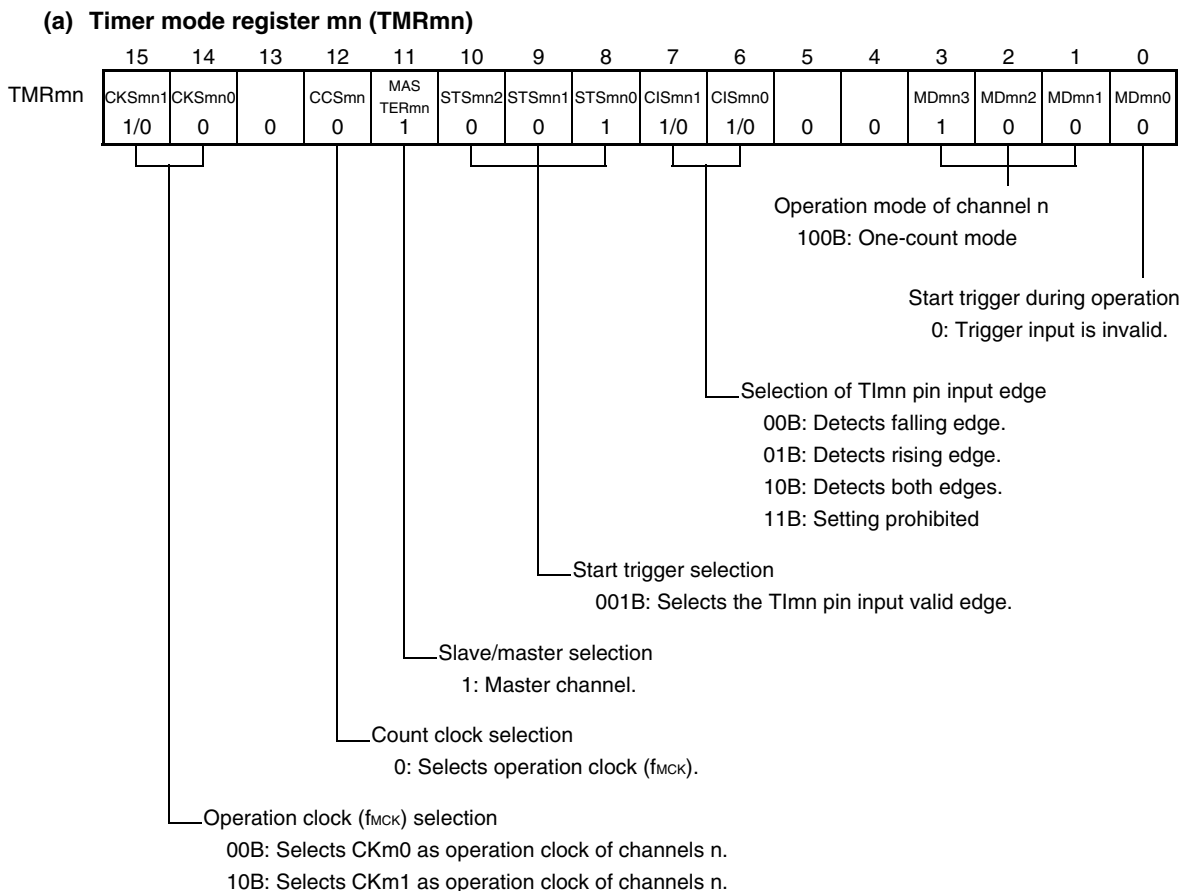 (a) Timer mode register mn (TMRmn)
15 14 13 12 11 10 9 8 7 6 5 4 3 2 1 0
TMRmn CKSmn1 CKSmn0 CCSmn MAS TERmn STSmn2 STSmn1 STSmn0 CISmn1 CISmn0 MDmn3 MDmn2 MDmn1 MDmn0
1/0 0 0 0 1 0 0 1 1/0 1/0 0 0 1 0 0 0
Operation mode of channel n
100B: One-count mode
Start trigger during operation
0: Trigger input is invalid.
Selection of TImn pin input edge
00B: Detects falling edge.
01B: Detects rising edge.
10B: Detects both edges.
11B: Setting prohibited
Start trigger selection
001B: Selects the TImn pin input valid edge.
Slave/master selection
1: Master channel.
Count clock selection
0: Selects operation clock (fMCK).
Operation clock (fMCK) selection
00B: Selects CKm0 as operation clock of channels n.
10B: Selects CKm1 as operation clock of channels n.